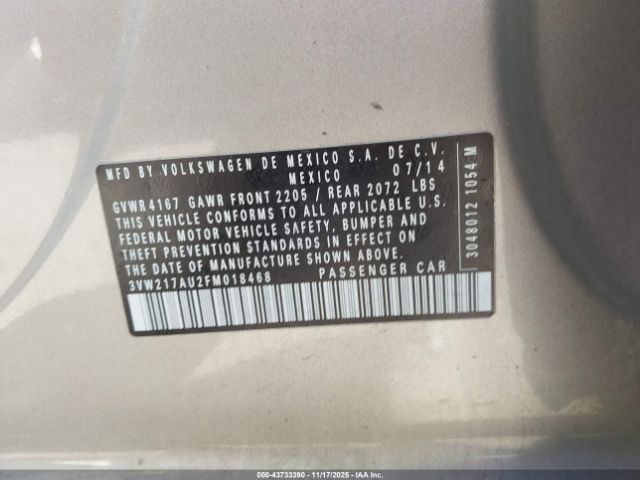 MFD BY VOLKSWAGEN DE MEXICO S.A. DE C.V.
MEXICO 07/14
GVWR 4167 GAWR FRONT 2205 / REAR 2072 LBS
THIS VEHICLE CONFORMS TO ALL APPLICABLE U.S.
FEDERAL MOTOR VEHICLE SAFETY, BUMPER AND
THEFT PREVENTION STANDARDS IN EFFECT ON
THE DATE OF MANUFACTURE SHOWN ABOVE.
3VW217AU2FM018468 PASSENGER CAR
3048012 1054 M
000-43733390 - 11/17/2025 - © IAA Inc.